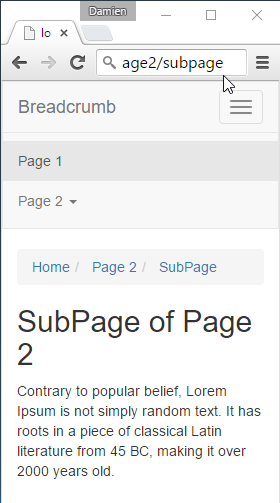 Damien
lo
age2/subpage
Breadcrumb
Page 1
Page 2
Home / Page 2 / SubPage
SubPage of Page
2
Contrary to popular belief, Lorem
Ipsum is not simply random text. It has
roots in a piece of classical Latin
literature from 45 BC, making it over
2000 years old.